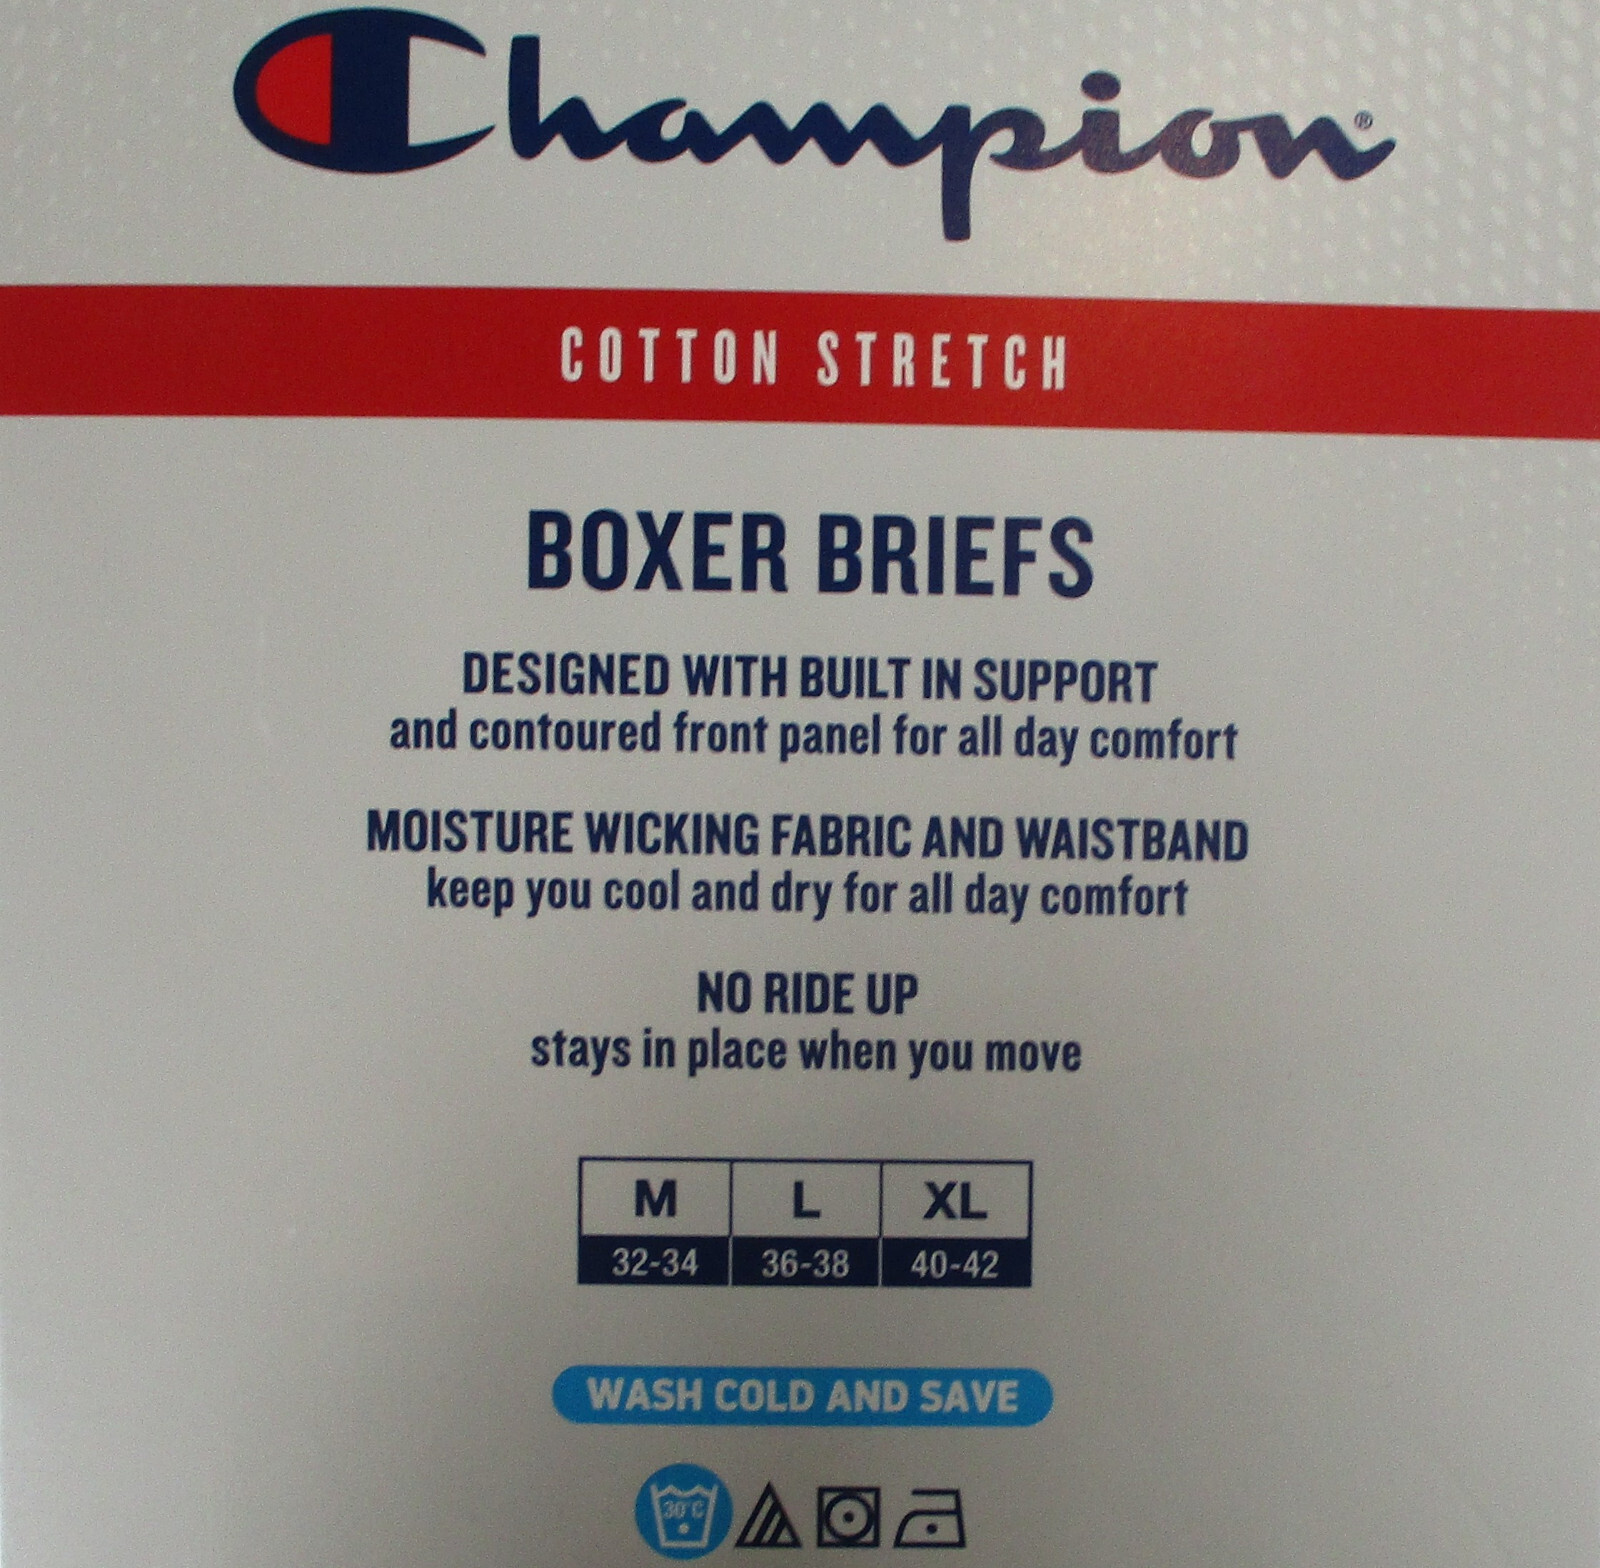 Champion®
COTTON STRETCH
BOXER BRIEFS
DESIGNED WITH BUILT IN SUPPORT
and contoured front panel for all day comfort
MOISTURE WICKING FABRIC AND WAISTBAND
keep you cool and dry for all day comfort
NO RIDE UP
stays in place when you move
M L XL
32-34 36-38 40-42
WASH COLD AND SAVE
30°C